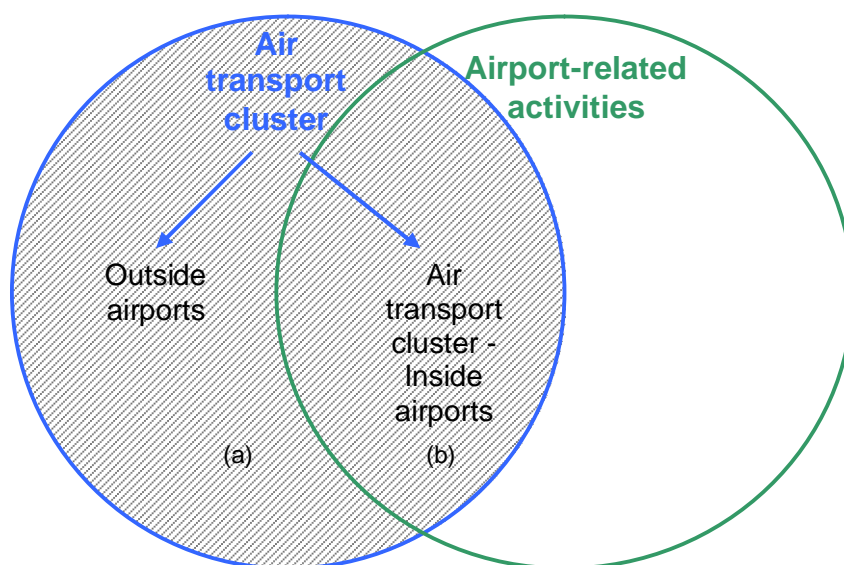 Air
transport
cluster
Airport-related
activities
Outside
airports
Air
transport
cluster -
Inside
airports
(a)
(b)